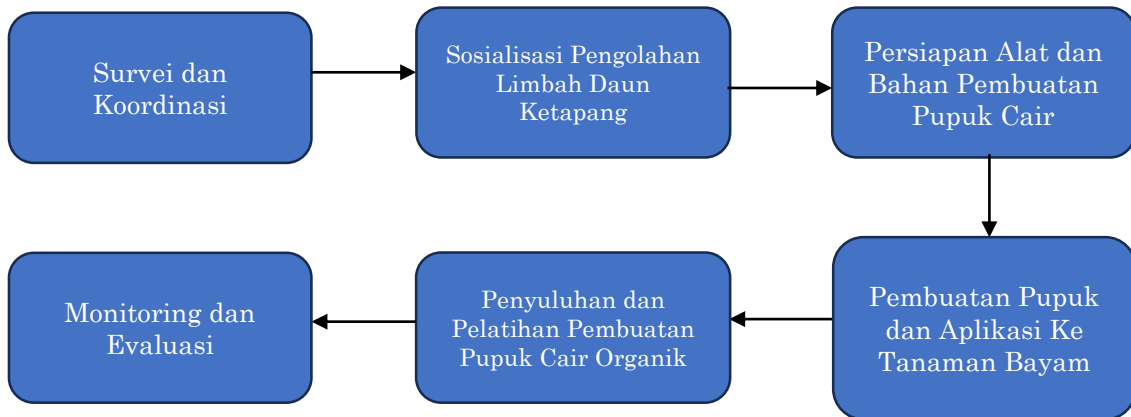 Survei dan
Koordinasi
Sosialisasi Pengolahan
Limbah Daun
Ketapang
Persiapan Alat dan
Bahan Pembuatan
Pupuk Cair
Pembuatan Pupuk
dan Aplikasi Ke
Tanaman Bayam
Penyuluhan dan
Pelatihan Pembuatan
Pupuk Cair Organik
Monitoring dan
Evaluasi